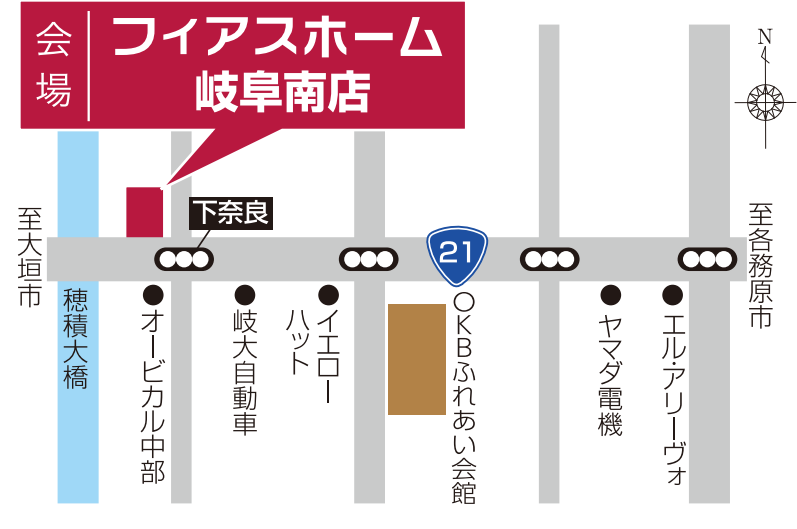 会場
フィアスホーム
岐阜南店
N
下奈良
至大垣市
21
至各務原市
穂積大橋
オービカル中部
岐大自動車
イエロー
ハット
OKBふれあい会館
ヤマダ電機
エル・アリーヴォ